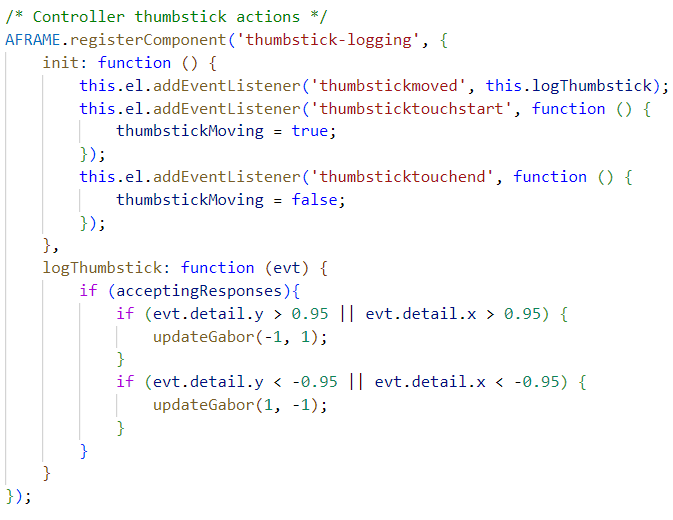 /* Controller thumbstick actions */
AFRAME.registerComponent('thumbstick-logging', {
    init: function () {
        this.el.addEventListener('thumbstickmoved', this.logThumbstick);
        this.el.addEventListener('thumbsticktouchstart', function () {
            thumbstickMoving = true;
        });
        this.el.addEventListener('thumbsticktouchend', function () {
            thumbstickMoving = false;
        });
    },
    logThumbstick: function (evt) {
        if (acceptingResponses){
            if (evt.detail.y > 0.95 || evt.detail.x > 0.95) {
                updateGabor(-1, 1);
            }
            if (evt.detail.y < -0.95 || evt.detail.x < -0.95) {
                updateGabor(1, -1);
            }
        }
    }
});